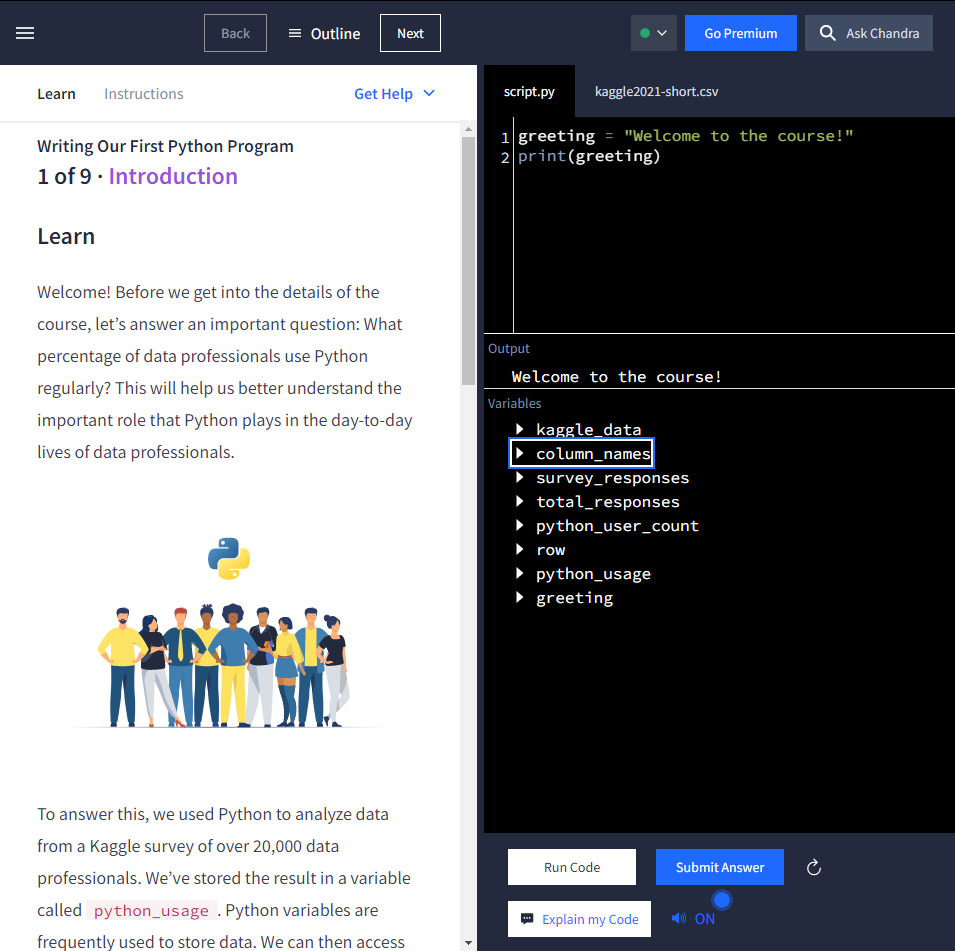 Back
Outline
Next
Go Premium
Ask Chandra
Learn
Instructions
Get Help
Writing Our First Python Program
1 of 9 · Introduction
Learn
Welcome! Before we get into the details of the
course, let’s answer an important question: What
percentage of data professionals use Python
regularly? This will help us better understand the
important role that Python plays in the day-to-day
lives of data professionals.
To answer this, we used Python to analyze data
from a Kaggle survey of over 20,000 data
professionals. We’ve stored the result in a variable
called python_usage . Python variables are
frequently used to store data. We can then access
script.py
kaggle2021-short.csv
1 greeting = "Welcome to the course!"
2 print(greeting)
Output
Welcome to the course!
Variables
kaggle_data
column_names
survey_responses
total_responses
python_user_count
row
python_usage
greeting
Run Code
Submit Answer
Explain my Code
ON